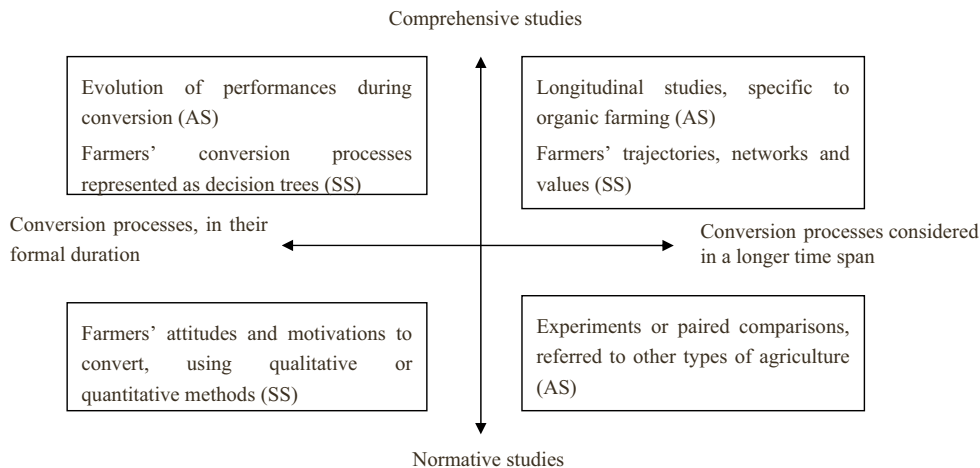 Comprehensive studies
Evolution of performances during
conversion (AS)
Farmers’ conversion processes
represented as decision trees (SS)
Longitudinal studies, specific to
organic farming (AS)
Farmers’ trajectories, networks and
values (SS)
Conversion processes, in their
formal duration
Conversion processes considered
in a longer time span
Farmers’ attitudes and motivations to
convert, using qualitative or
quantitative methods (SS)
Experiments or paired comparisons,
referred to other types of agriculture
(AS)
Normative studies